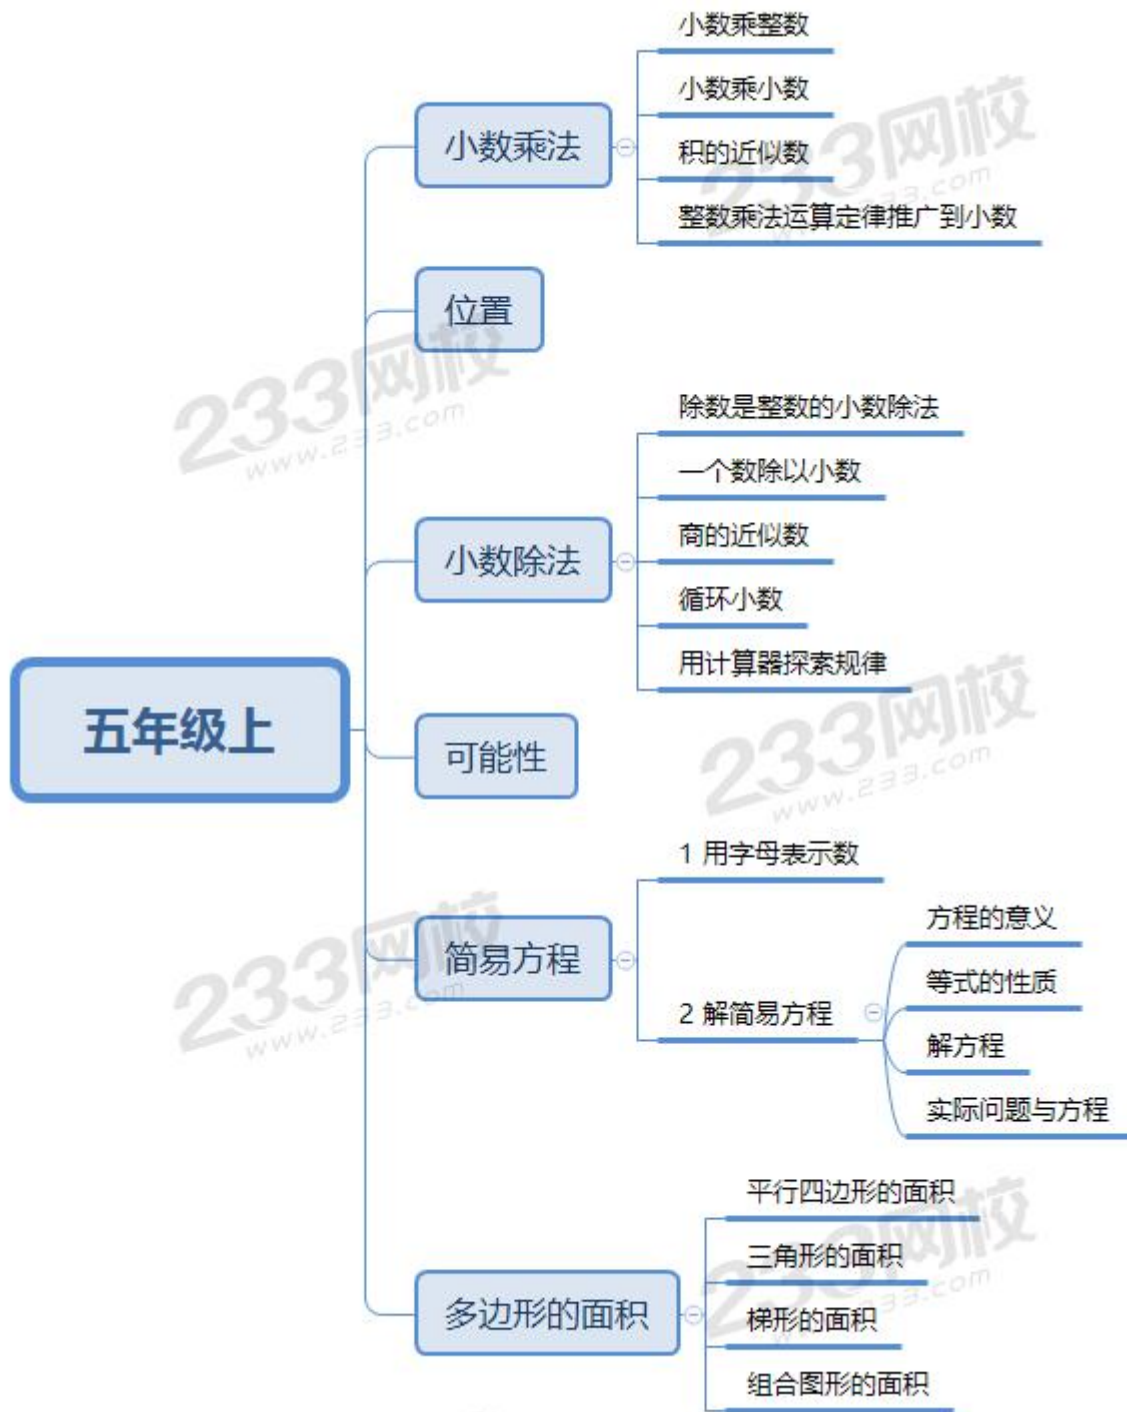 五年级上
小数乘法
小数乘整数
小数乘小数
积的近似数
整数乘法运算定律推广到小数
位置
小数除法
除数是整数的小数除法
一个数除以小数
商的近似数
循环小数
用计算器探索规律
可能性
简易方程
1 用字母表示数
2 解简易方程
方程的意义
等式的性质
解方程
实际问题与方程
多边形的面积
平行四边形的面积
三角形的面积
梯形的面积
组合图形的面积
233网校
www.233.com
233网校
www.233.com
233网校
www.233.com
233网校
www.233.com
233网校
www.233.com